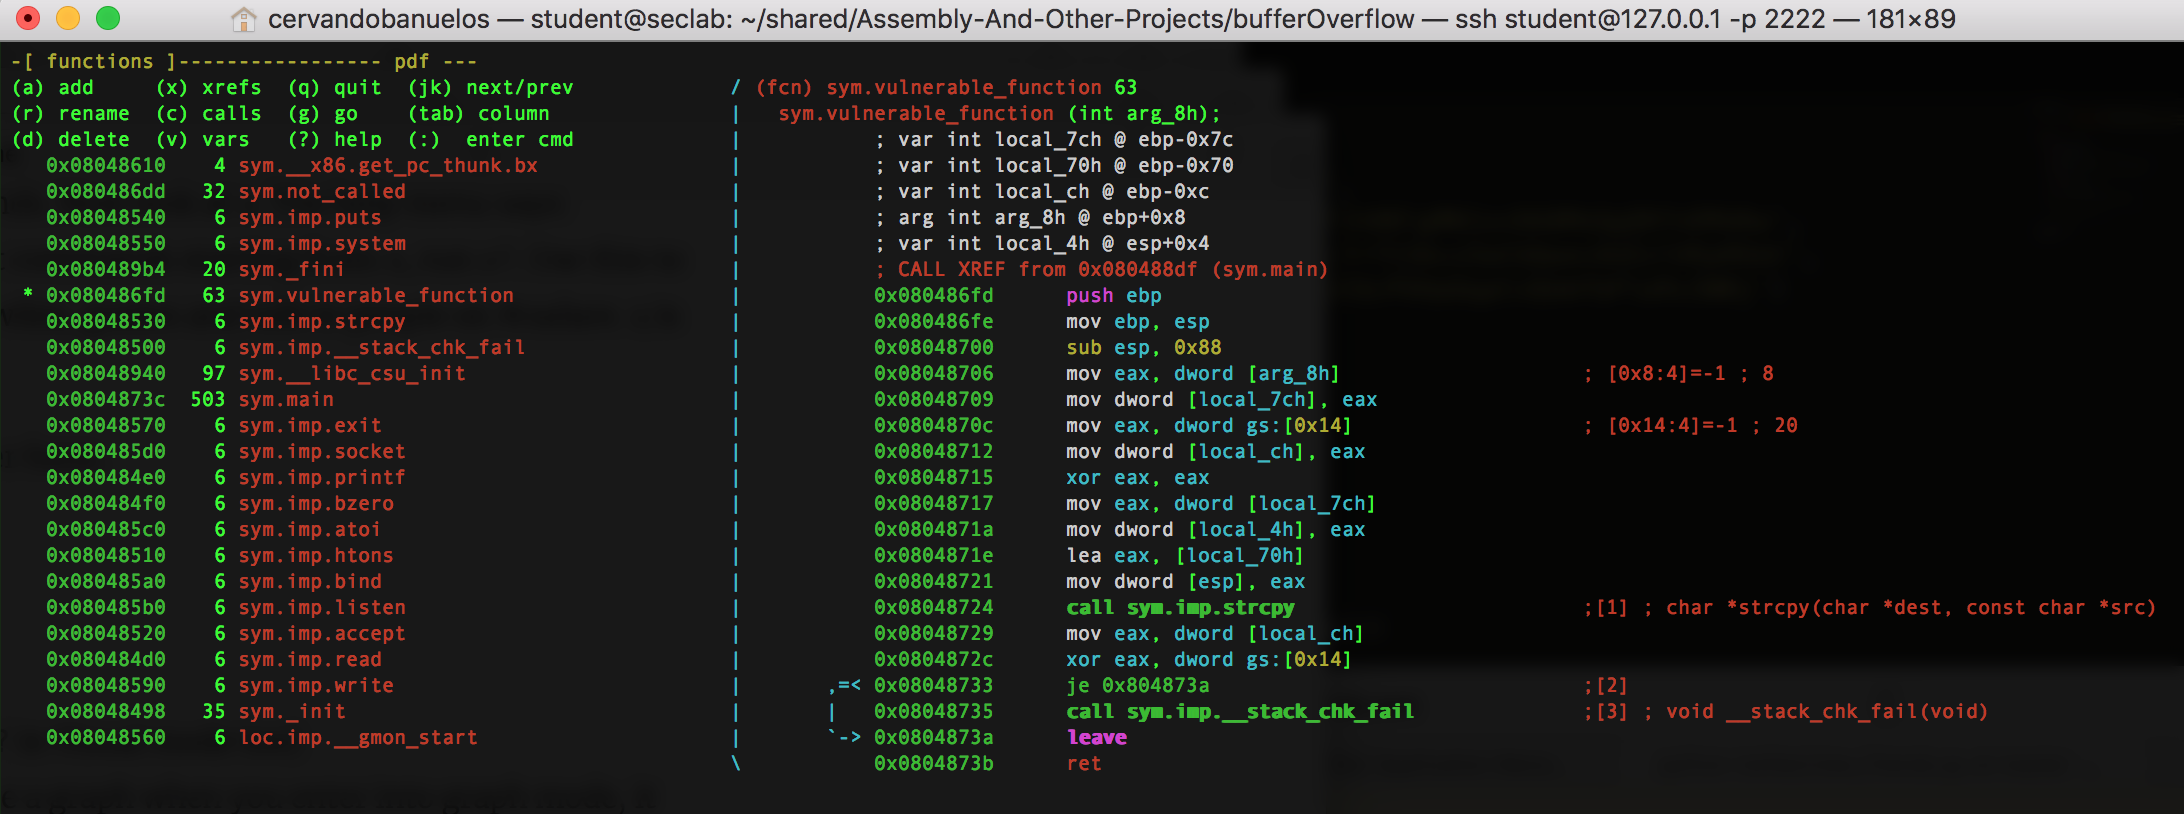 cervandobanuelos — student@seclab: ~/shared/Assembly-And-Other-Projects/bufferOverflow — ssh student@127.0.0.1 -p 2222 — 181×89
-[ functions ]----------------- pdf ---
(a) add     (x) xrefs  (q) quit  (jk) next/prev
(r) rename  (c) calls  (g) go    (tab) column
(d) delete  (v) vars   (?) help  (:)  enter cmd
   0x08048610    4 sym.__x86.get_pc_thunk.bx
   0x080486dd   32 sym.not_called
   0x08048540    6 sym.imp.puts
   0x08048550    6 sym.imp.system
   0x080489b4   20 sym._fini
 * 0x080486fd   63 sym.vulnerable_function
   0x08048530    6 sym.imp.strcpy
   0x08048500    6 sym.imp.__stack_chk_fail
   0x08048940   97 sym.__libc_csu_init
   0x0804873c  503 sym.main
   0x08048570    6 sym.imp.exit
   0x080485d0    6 sym.imp.socket
   0x080484e0    6 sym.imp.printf
   0x080484f0    6 sym.imp.bzero
   0x080485c0    6 sym.imp.atoi
   0x08048510    6 sym.imp.htons
   0x080485a0    6 sym.imp.bind
   0x080485b0    6 sym.imp.listen
   0x08048520    6 sym.imp.accept
   0x080484d0    6 sym.imp.read
   0x08048590    6 sym.imp.write
   0x08048498   35 sym._init
   0x08048560    6 loc.imp.__gmon_start
/ (fcn) sym.vulnerable_function 63
|   sym.vulnerable_function (int arg_8h);
|           ; var int local_7ch @ ebp-0x7c
|           ; var int local_70h @ ebp-0x70
|           ; var int local_ch @ ebp-0xc
|           ; arg int arg_8h @ ebp+0x8
|           ; var int local_4h @ esp+0x4
|           ; CALL XREF from 0x080488df (sym.main)
|           0x080486fd      push ebp
|           0x080486fe      mov ebp, esp
|           0x08048700      sub esp, 0x88
|           0x08048706      mov eax, dword [arg_8h]                    ; [0x8:4]=-1 ; 8
|           0x08048709      mov dword [local_7ch], eax
|           0x0804870c      mov eax, dword gs:[0x14]                   ; [0x14:4]=-1 ; 20
|           0x08048712      mov dword [local_ch], eax
|           0x08048715      xor eax, eax
|           0x08048717      mov eax, dword [local_7ch]
|           0x0804871a      mov dword [local_4h], eax
|           0x0804871e      lea eax, [local_70h]
|           0x08048721      mov dword [esp], eax
|           0x08048724      call sym.imp.strcpy                        ;[1] ; char *strcpy(char *dest, const char *src)
|           0x08048729      mov eax, dword [local_ch]
|           0x0804872c      xor eax, dword gs:[0x14]
|       ,=< 0x08048733      je 0x804873a                               ;[2]
|       |   0x08048735      call sym.imp.__stack_chk_fail              ;[3] ; void __stack_chk_fail(void)
|       `-> 0x0804873a      leave
\           0x0804873b      ret